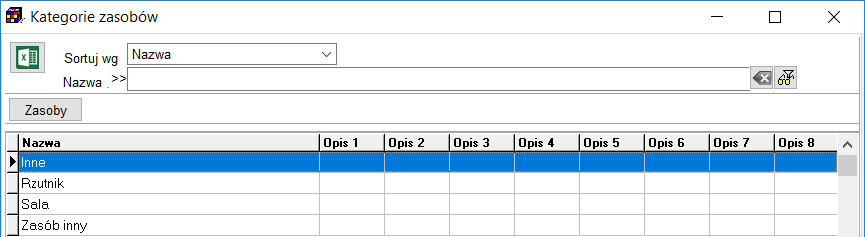 Kategorie zasobów
Sortuj wg Nazwa
Nazwa . >>
Zasoby
Nazwa Opis 1 Opis 2 Opis 3 Opis 4 Opis 5 Opis 6 Opis 7 Opis 8
Inne
Rzutnik
Sala
Zasób inny